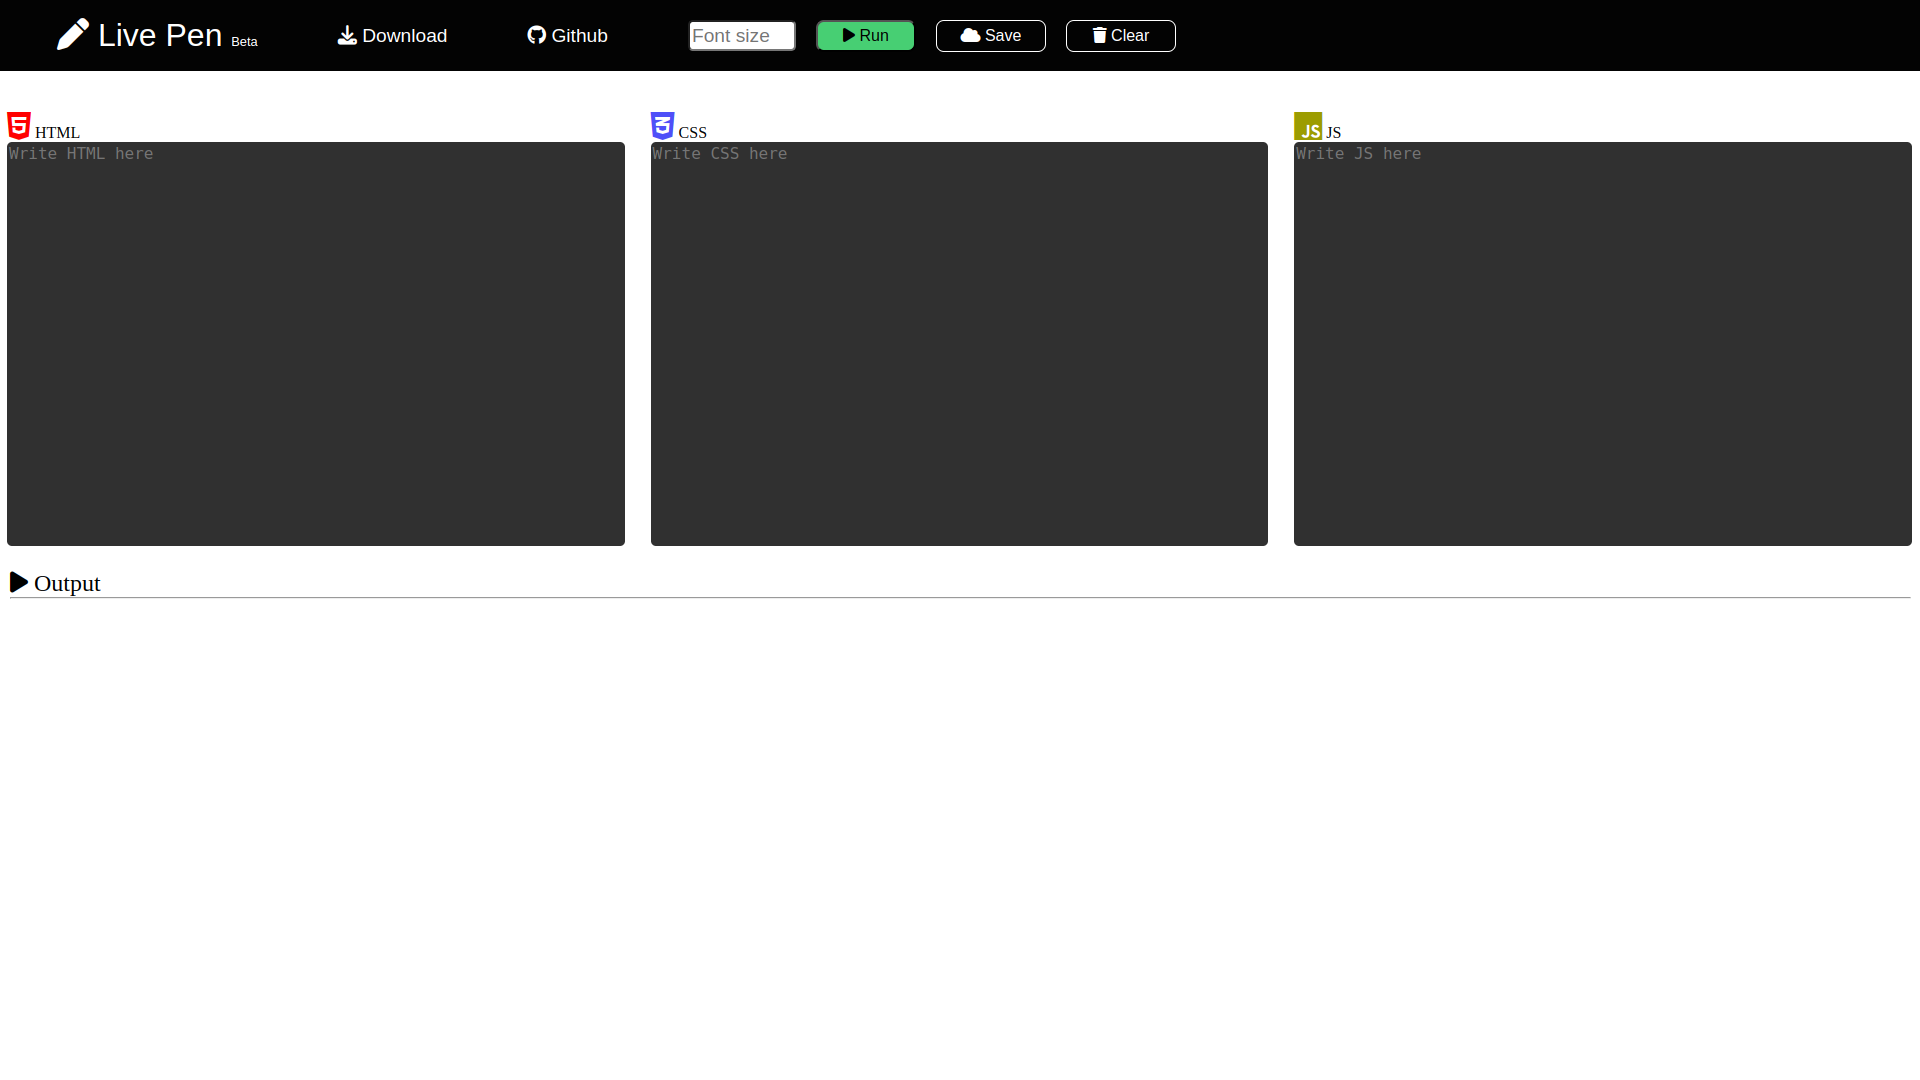 Live Pen Beta
Download
Github
Font size
Run
Save
Clear
HTML
CSS
JS JS
Write HTML here
Write CSS here
Write JS here
Output